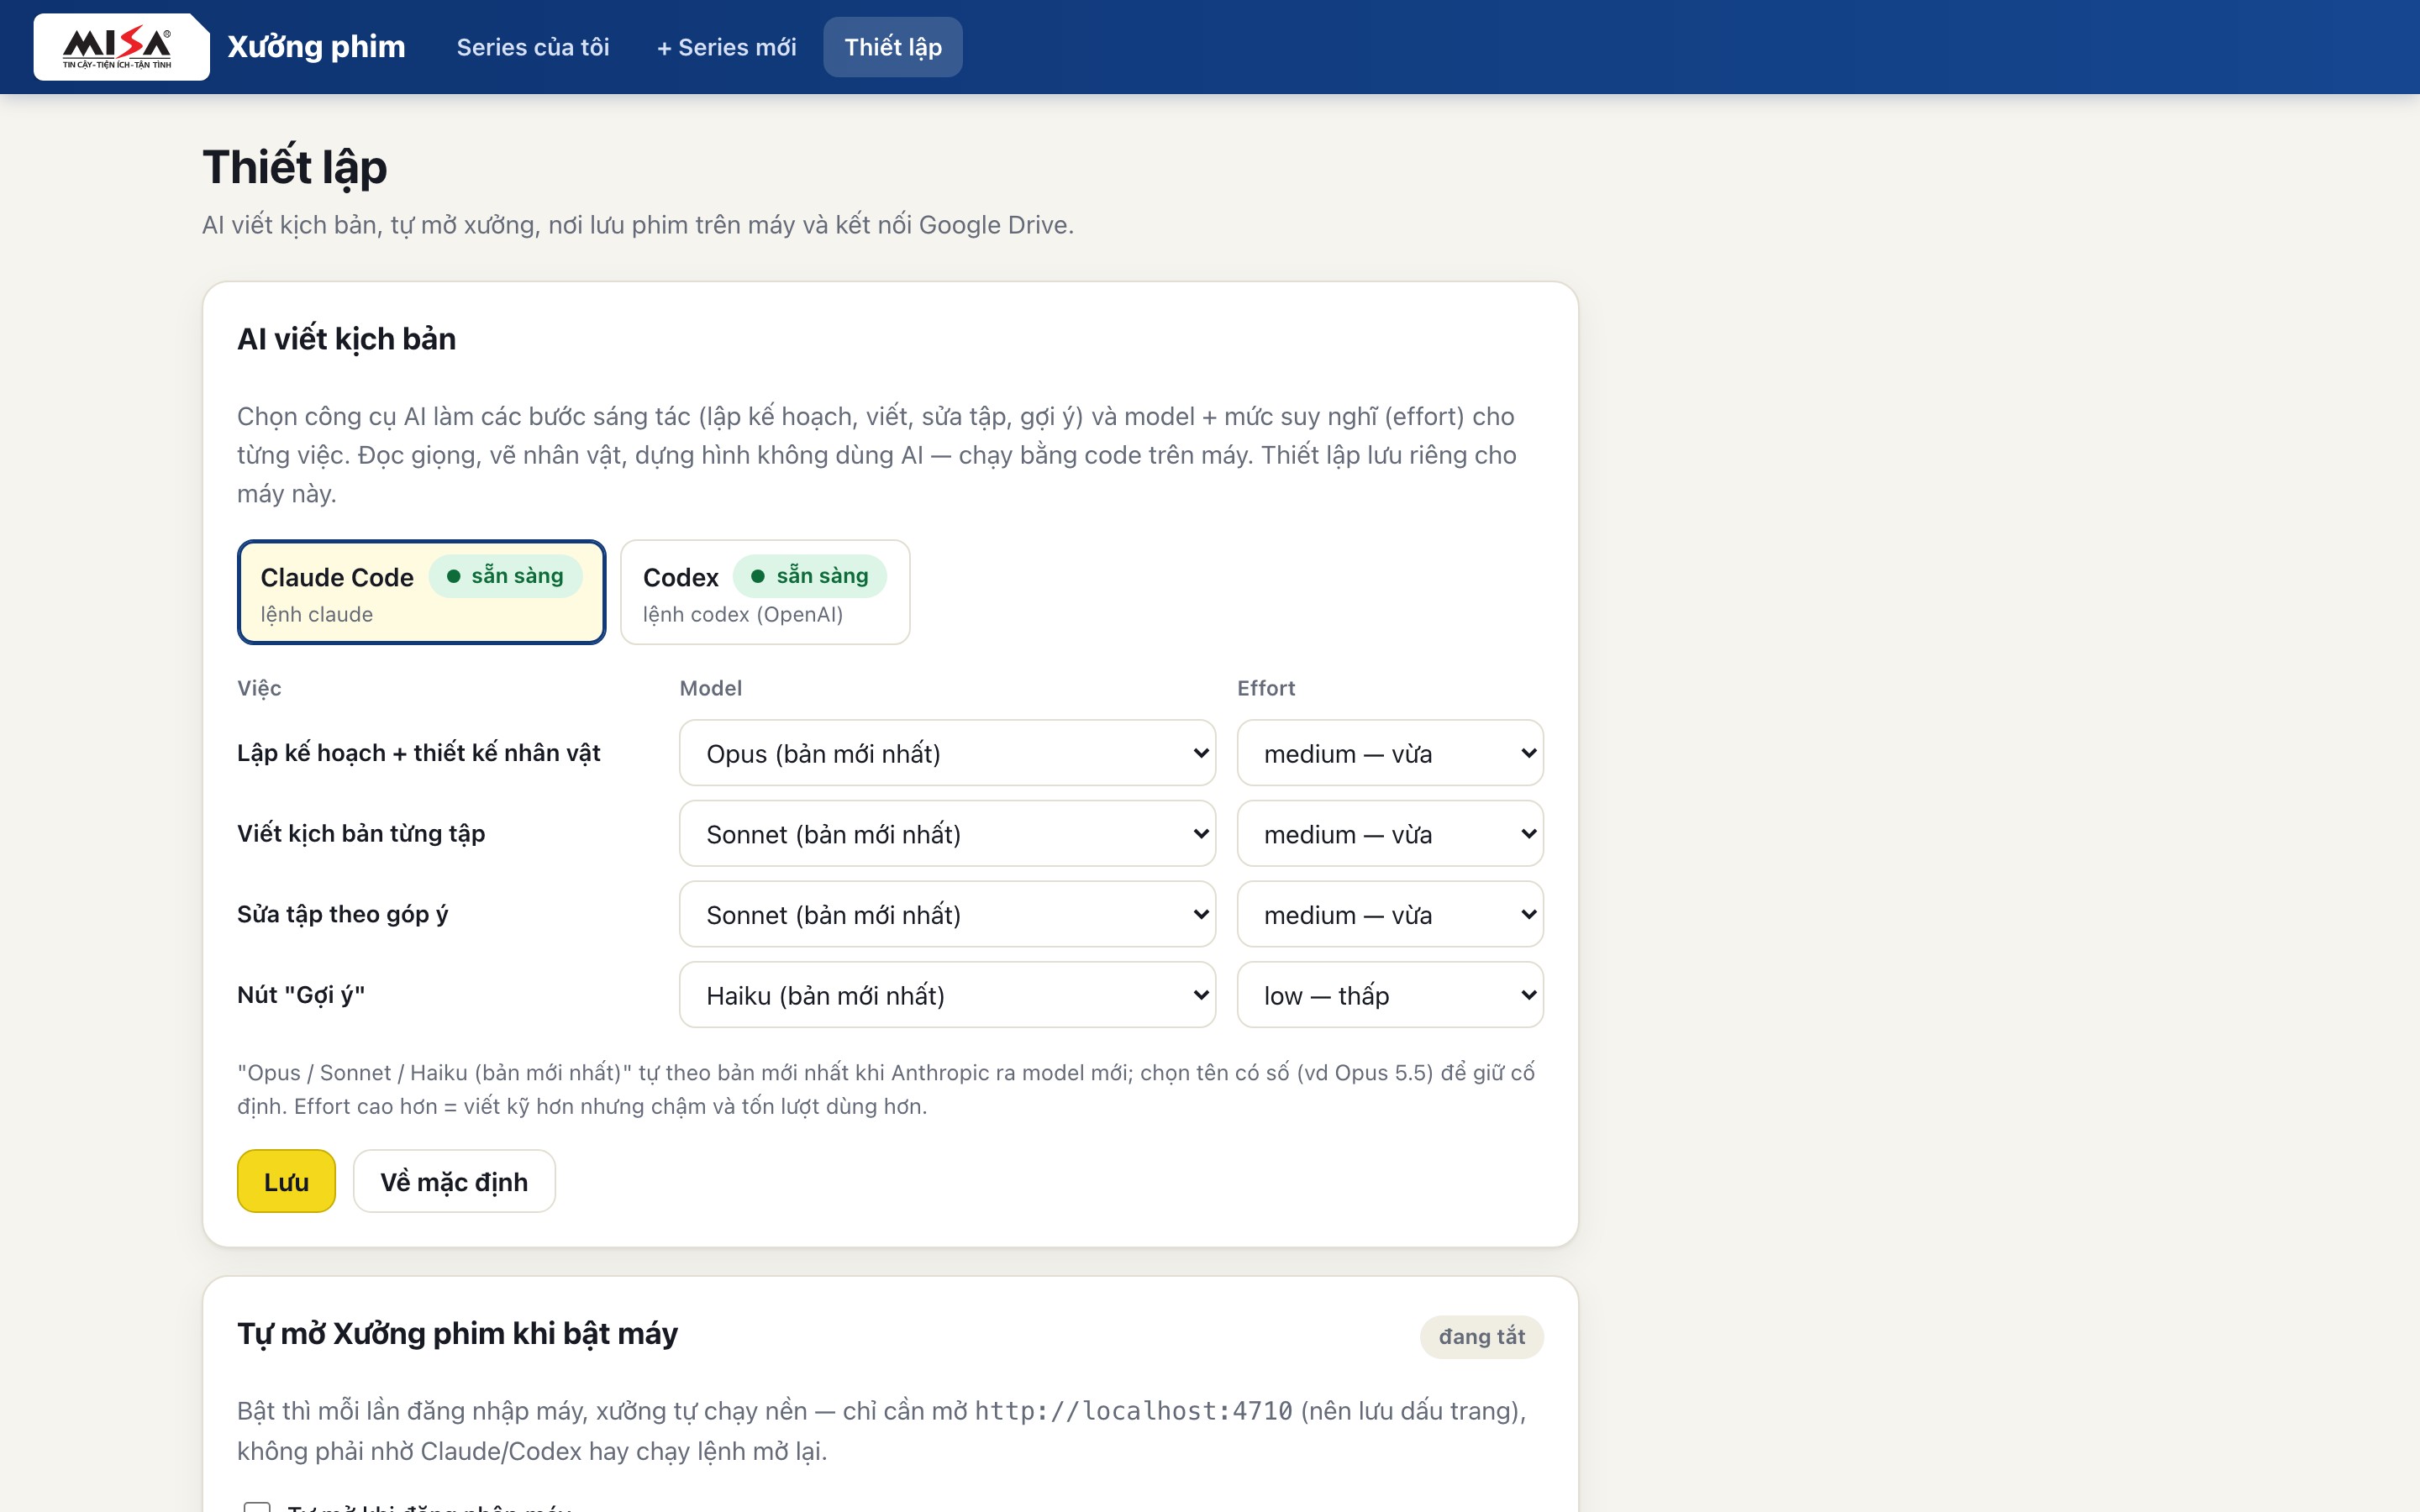 MISA®
TIN CẬY-TIỆN ÍCH-TẬN TÌNH
Xưởng phim
Series của tôi
+ Series mới
Thiết lập
Thiết lập
AI viết kịch bản, tự mở xưởng, nơi lưu phim trên máy và kết nối Google Drive.
AI viết kịch bản
Chọn công cụ AI làm các bước sáng tác (lập kế hoạch, viết, sửa tập, gợi ý) và model + mức suy nghĩ (effort) cho
từng việc. Đọc giọng, vẽ nhân vật, dựng hình không dùng AI — chạy bằng code trên máy. Thiết lập lưu riêng cho
máy này.
Claude Code
sẵn sàng
lệnh claude
Codex
sẵn sàng
lệnh codex (OpenAI)
Việc
Model
Effort
Lập kế hoạch + thiết kế nhân vật
Opus (bản mới nhất)
medium — vừa
Viết kịch bản từng tập
Sonnet (bản mới nhất)
medium — vừa
Sửa tập theo góp ý
Sonnet (bản mới nhất)
medium — vừa
Nút "Gợi ý"
Haiku (bản mới nhất)
low — thấp
"Opus / Sonnet / Haiku (bản mới nhất)" tự theo bản mới nhất khi Anthropic ra model mới; chọn tên có số (vd Opus 5.5) để giữ cố
định. Effort cao hơn = viết kỹ hơn nhưng chậm và tốn lượt dùng hơn.
Lưu
Về mặc định
Tự mở Xưởng phim khi bật máy
đang tắt
Bật thì mỗi lần đăng nhập máy, xưởng tự chạy nền — chỉ cần mở http://localhost:4710 (nên lưu dấu trang),
không phải nhờ Claude/Codex hay chạy lệnh mở lại.
Tự mở khi đăng nhập máy